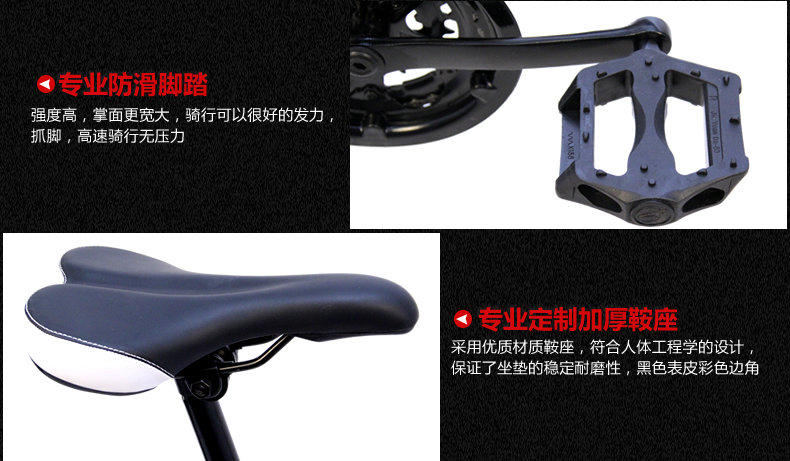 专业防滑脚踏
强度高，掌面更宽大，骑行可以很好的发力，
抓脚，高速骑行无压力
专业定制加厚鞍座
采用优质材质鞍座，符合人体工程学的设计，
保证了坐垫的稳定耐磨性，黑色表皮彩色边角